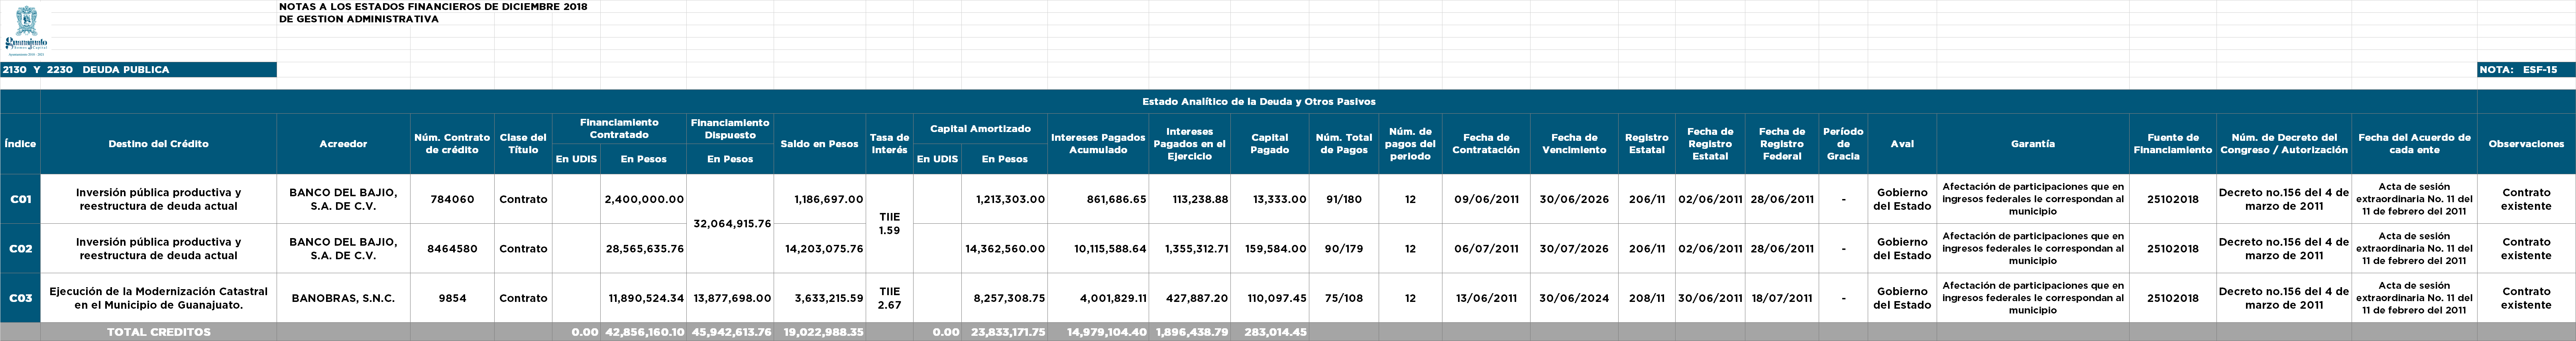 NOTAS A LOS ESTADOS FINANCIEROS DE DICIEMBRE 2018
DE GESTION ADMINISTRATIVA
Guanajuato
Somos Capital
2130 Y 2230 DEUDA PUBLICA
NOTA: ESF-15
Estado Analítico de la Deuda y Otros Pasivos
Índice Destino del Crédito Acreedor Núm. Contrato de crédito Clase del Título Financiamiento Contratado En UDIS En Pesos Financiamiento Dispuesto En Pesos Saldo en Pesos Tasa de Interés Capital Amortizado En UDIS En Pesos Intereses Pagados Acumulado Intereses Pagados en el Ejercicio Capital Pagado Núm. Total de Pagos Núm. de pagos del periodo Fecha de Contratación Fecha de Vencimiento Registro Estatal Fecha de Registro Estatal Fecha de Registro Federal Período de Gracia Aval Garantía Fuente de Financiamiento Núm. de Decreto del Congreso / Autorización Fecha del Acuerdo de cada ente Observaciones
C01 Inversión pública productiva y reestructura de deuda actual BANCO DEL BAJIO, S.A. DE C.V. 784060 Contrato 2,400,000.00 32,064,915.76 1,186,697.00 TIIE 1.59 1,213,303.00 861,686.65 113,238.88 13,333.00 91/180 12 09/06/2011 30/06/2026 206/11 02/06/2011 28/06/2011 - Gobierno del Estado Afectación de participaciones que en ingresos federales le correspondan al municipio 25102018 Decreto no.156 del 4 de marzo de 2011 Acta de sesión extraordinaria No. 11 del 11 de febrero del 2011 Contrato existente
C02 Inversión pública productiva y reestructura de deuda actual BANCO DEL BAJIO, S.A. DE C.V. 8464580 Contrato 28,565,635.76 14,203,075.76 14,362,560.00 10,115,588.64 1,355,312.71 159,584.00 90/179 12 06/07/2011 30/07/2026 206/11 02/06/2011 28/06/2011 - Gobierno del Estado Afectación de participaciones que en ingresos federales le correspondan al municipio 25102018 Decreto no.156 del 4 de marzo de 2011 Acta de sesión extraordinaria No. 11 del 11 de febrero del 2011 Contrato existente
C03 Ejecución de la Modernización Catastral en el Municipio de Guanajuato. BANOBRAS, S.N.C. 9854 Contrato 11,890,524.34 13,877,698.00 3,633,215.59 TIIE 2.67 8,257,308.75 4,001,829.11 427,887.20 110,097.45 75/108 12 13/06/2011 30/06/2024 208/11 30/06/2011 18/07/2011 - Gobierno del Estado Afectación de participaciones que en ingresos federales le correspondan al municipio 25102018 Decreto no.156 del 4 de marzo de 2011 Acta de sesión extraordinaria No. 11 del 11 de febrero del 2011 Contrato existente
TOTAL CREDITOS 0.00 42,856,160.10 45,942,613.76 19,022,988.35 0.00 23,833,171.75 14,979,104.40 1,896,438.79 283,014.45